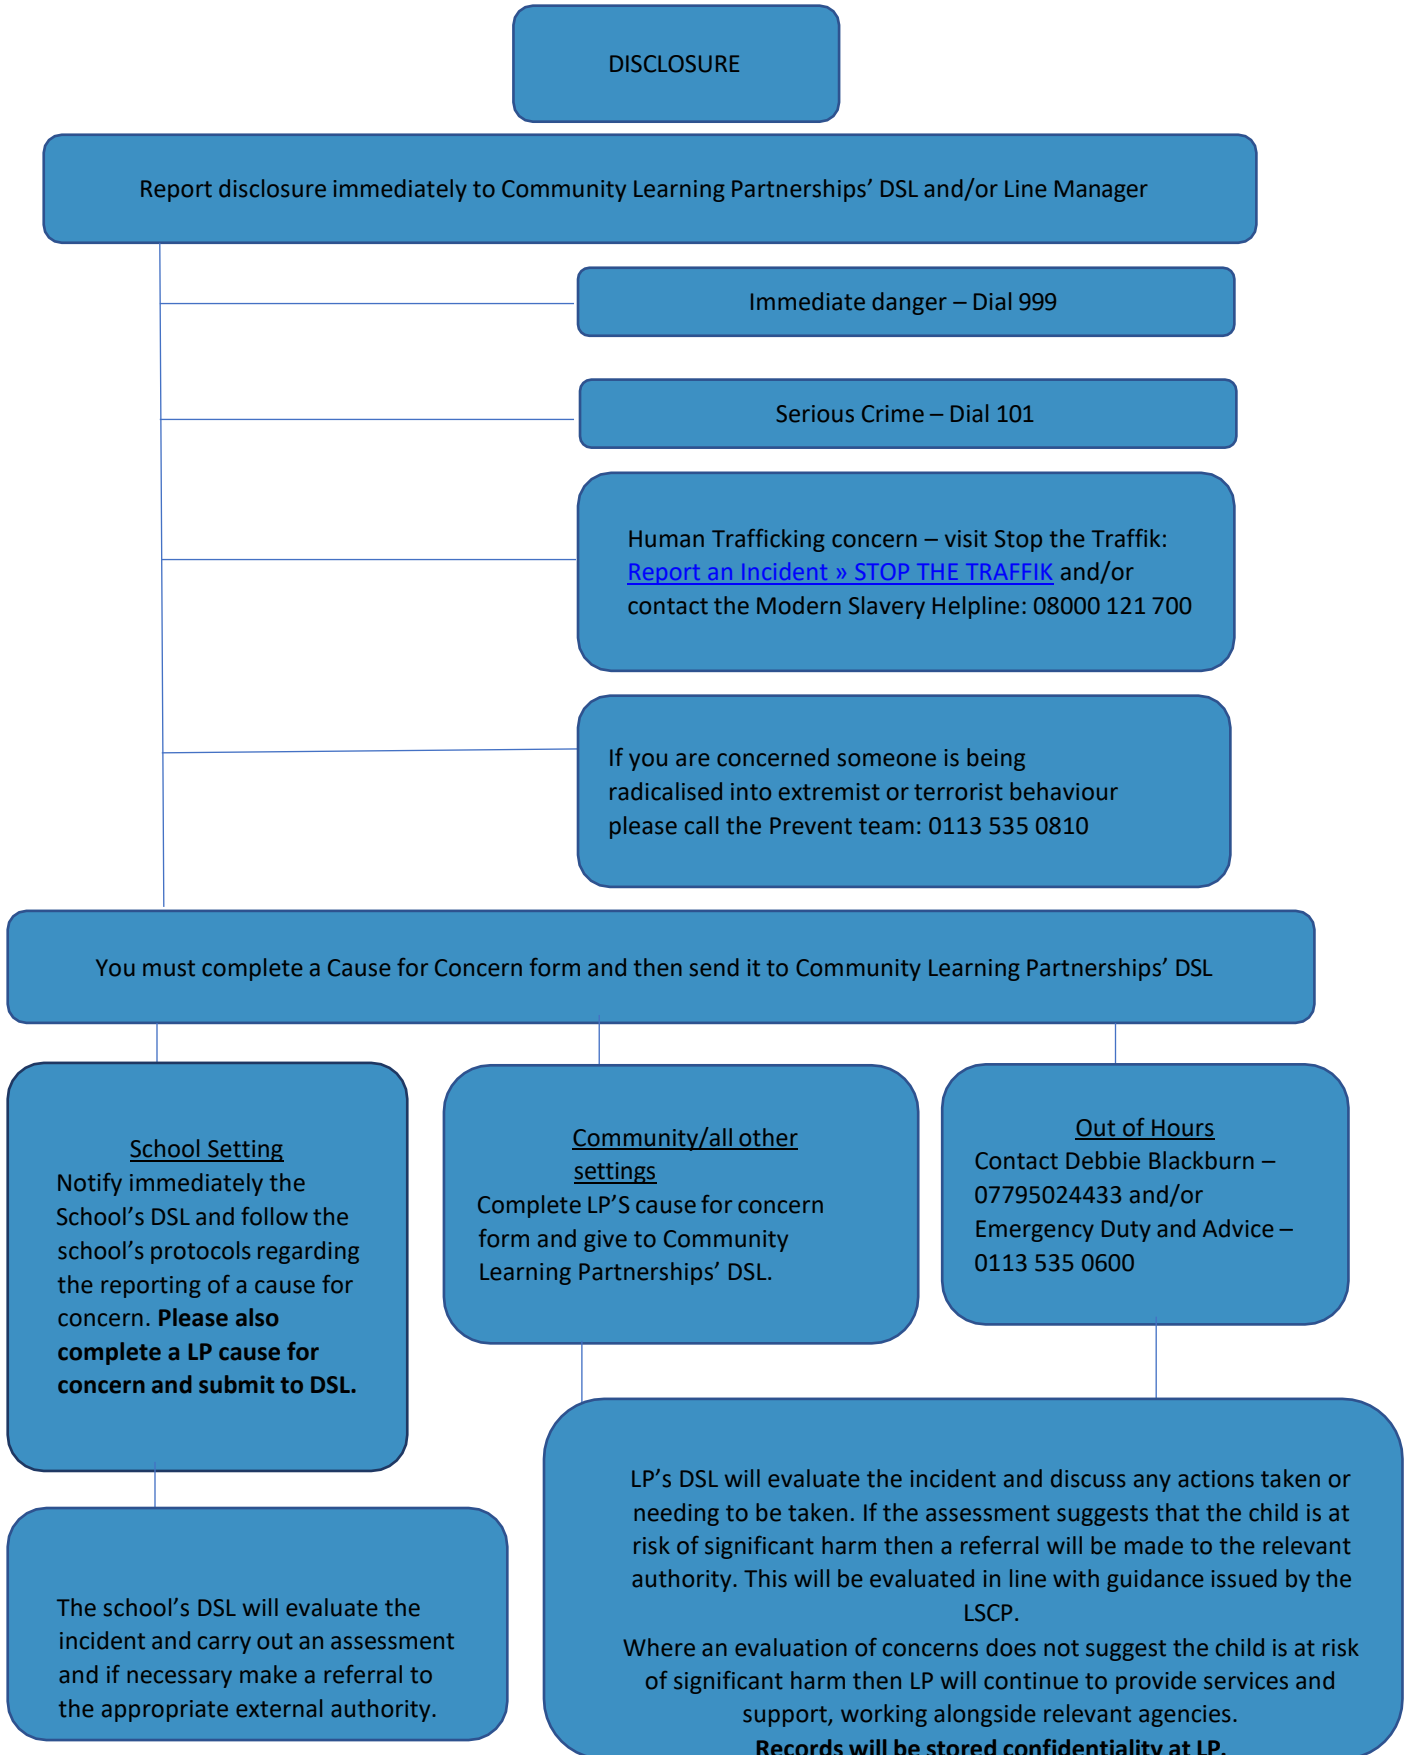 DISCLOSURE
Report disclosure immediately to Community Learning Partnerships’ DSL and/or Line Manager
Immediate danger – Dial 999
Serious Crime – Dial 101
Human Trafficking concern – visit Stop the Traffik:
Report an Incident » STOP THE TRAFFIK and/or
contact the Modern Slavery Helpline: 08000 121 700
If you are concerned someone is being
radicalised into extremist or terrorist behaviour
please call the Prevent team: 0113 535 0810
You must complete a Cause for Concern form and then send it to Community Learning Partnerships’ DSL
School Setting
Notify immediately the
School’s DSL and follow the
school’s protocols regarding
the reporting of a cause for
concern. Please also
complete a LP cause for
concern and submit to DSL.
Community/all other
settings
Complete LP’S cause for concern
form and give to Community
Learning Partnerships’ DSL.
Out of Hours
Contact Debbie Blackburn –
07795024433 and/or
Emergency Duty and Advice –
0113 535 0600
The school’s DSL will evaluate the
incident and carry out an assessment
and if necessary make a referral to
the appropriate external authority.
LP’s DSL will evaluate the incident and discuss any actions taken or
needing to be taken. If the assessment suggests that the child is at
risk of significant harm then a referral will be made to the relevant
authority. This will be evaluated in line with guidance issued by the
LSCP.
Where an evaluation of concerns does not suggest the child is at risk
of significant harm then LP will continue to provide services and
support, working alongside relevant agencies.
Records will be stored confidentiality at LP.